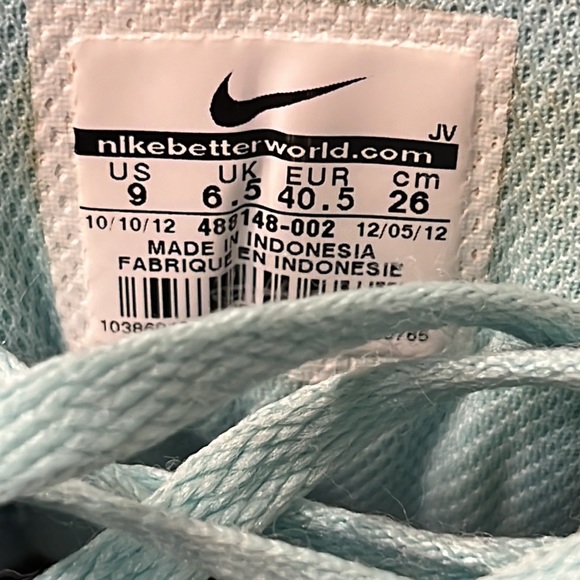 JV
nikebetterworld.com
US UK EUR cm
9 6.5 40.5 26
10/10/12 488148-002 12/05/12
MADE IN INDONESIA
FABRIQUE EN INDONESIE